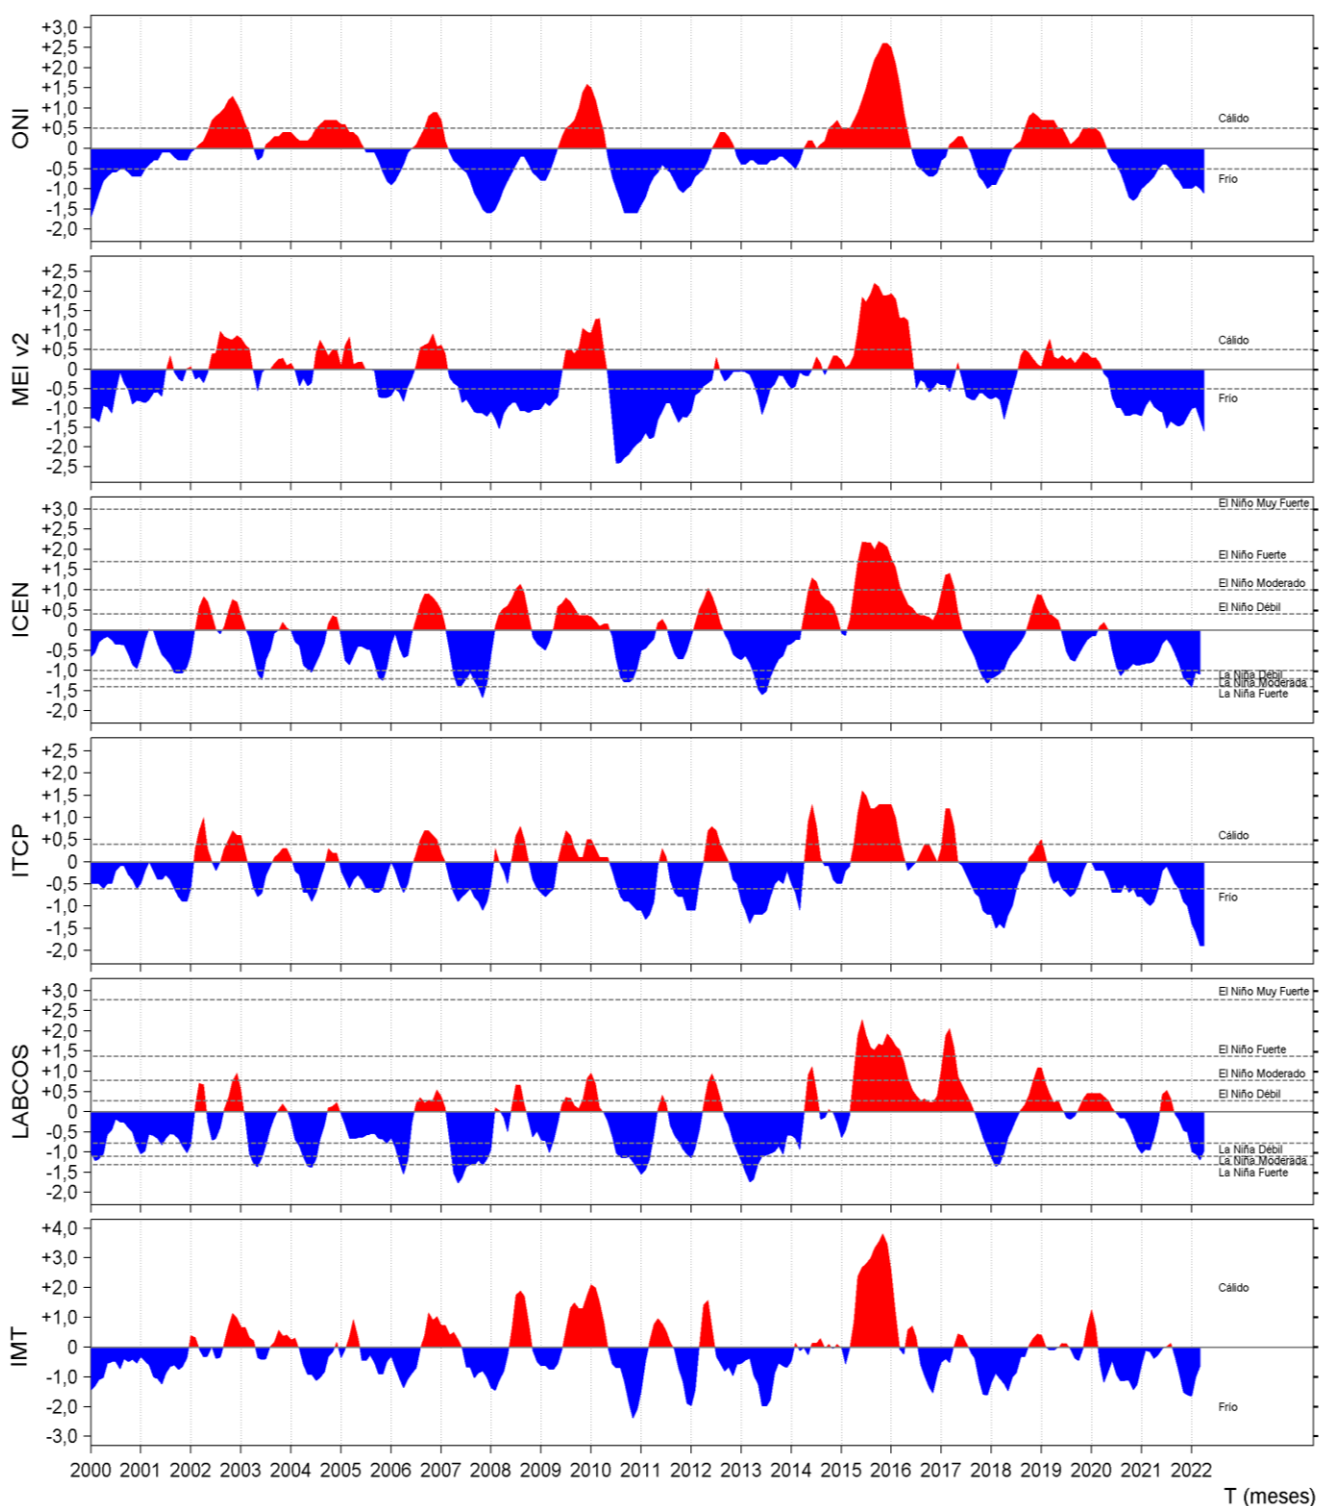 ONI
+3,0
+2,5
+2,0
+1,5
+1,0
+0,5
0
-0,5
-1,0
-1,5
-2,0
Cálido
Frio
MEI v2
+2,5
+2,0
+1,5
+1,0
+0,5
0
-0,5
-1,0
-1,5
-2,0
-2,5
Cálido
Frio
ICEN
+3,0
+2,5
+2,0
+1,5
+1,0
+0,5
0
-0,5
-1,0
-1,5
-2,0
El Niño Muy Fuerte
El Niño Fuerte
El Niño Moderado
El Niño Débil
La Niña Débil
La Niña Moderada
La Niña Fuerte
ITCP
+2,5
+2,0
+1,5
+1,0
+0,5
0
-0,5
-1,0
-1,5
-2,0
Cálido
Frio
LABCOS
+3,0
+2,5
+2,0
+1,5
+1,0
+0,5
0
-0,5
-1,0
-1,5
-2,0
El Niño Muy Fuerte
El Niño Fuerte
El Niño Moderado
El Niño Débil
La Niña Débil
La Niña Moderada
La Niña Fuerte
IMT
+4,0
+3,0
+2,0
+1,0
0
-1,0
-2,0
-3,0
Cálido
Frio
2000 2001 2002 2003 2004 2005 2006 2007 2008 2009 2010 2011 2012 2013 2014 2015 2016 2017 2018 2019 2020 2021 2022
T (meses)